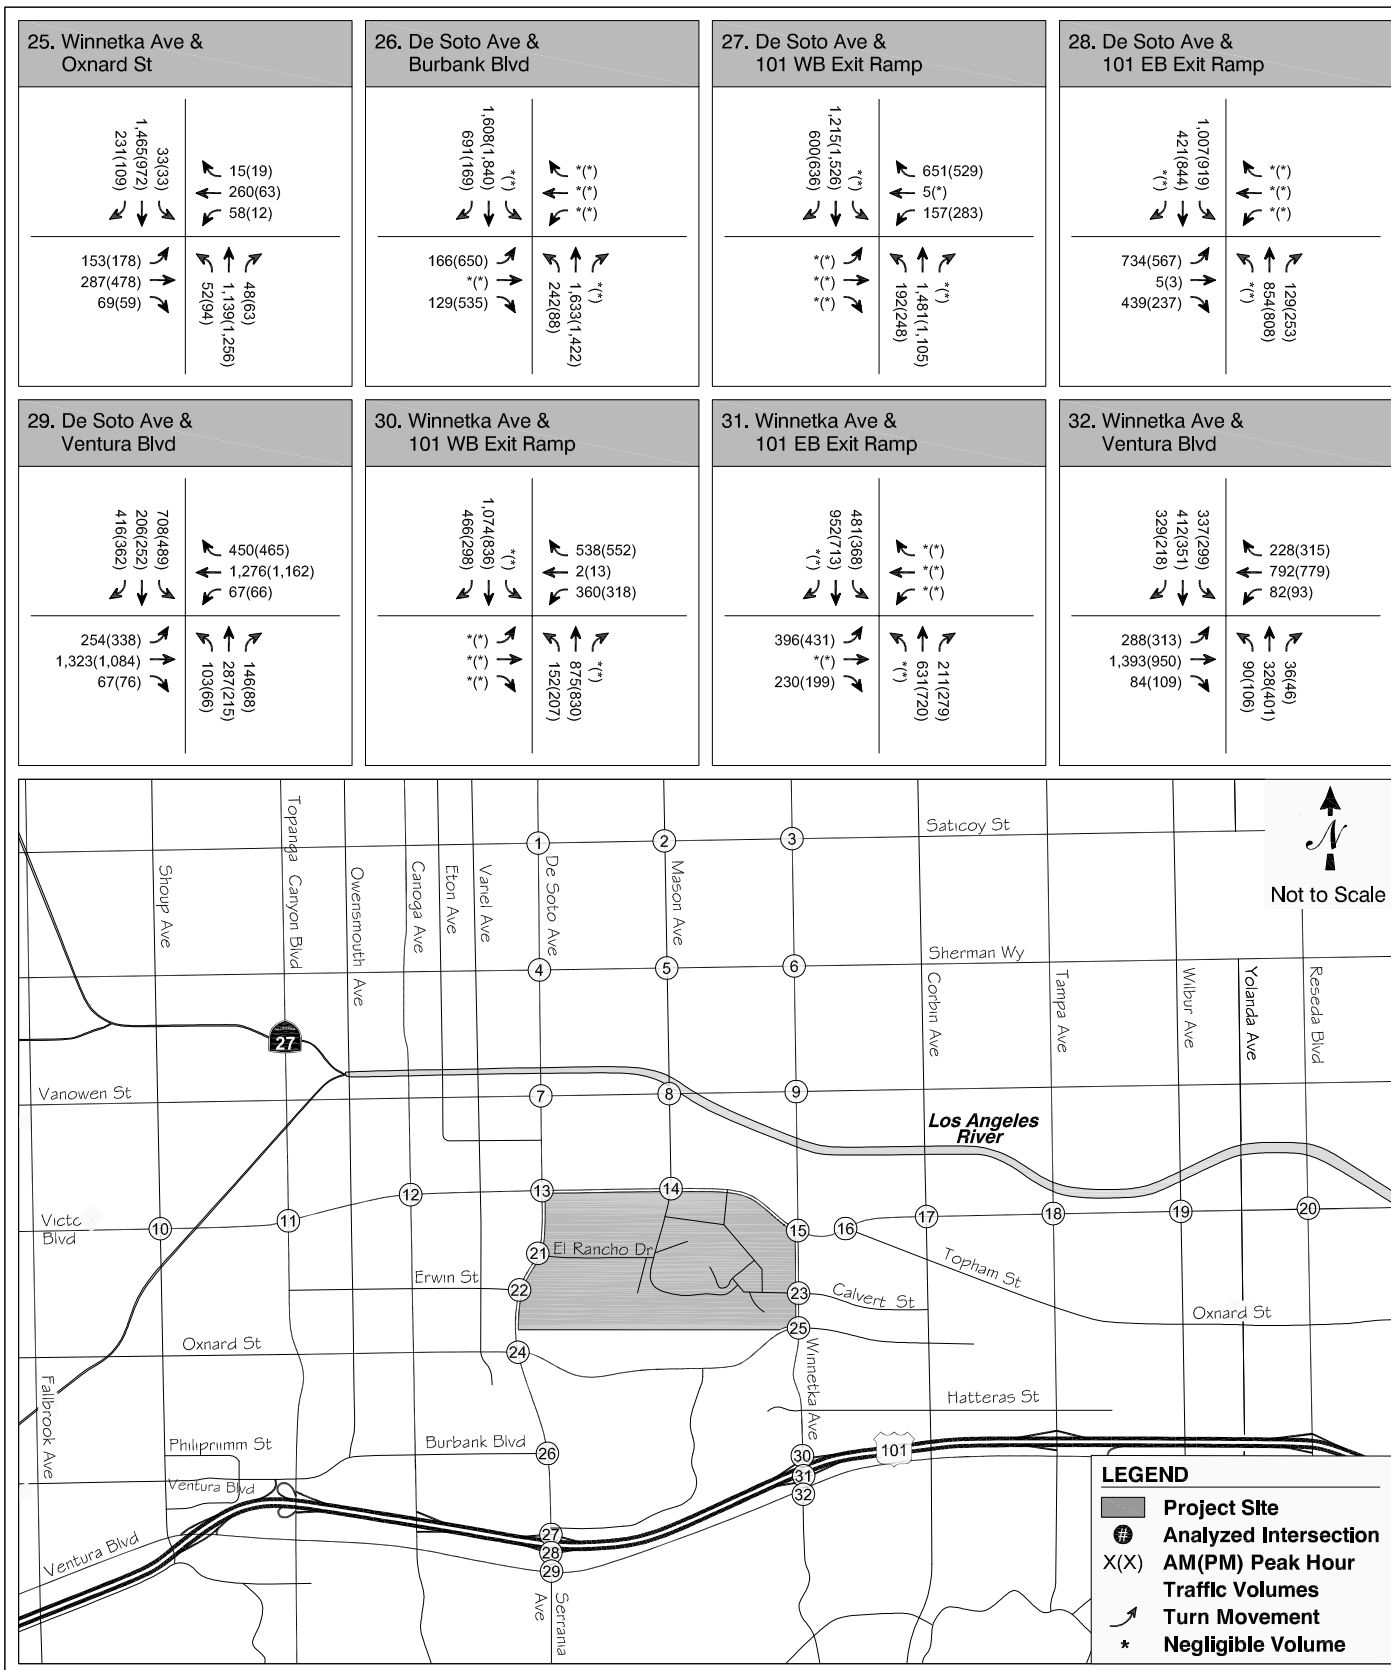 25. Winnetka Ave &
Oxnard St
231(109)
1,465(972)
33(33)
15(19)
260(63)
58(12)
153(178)
287(478)
69(59)
52(94)
1,139(1,256)
48(63)
26. De Soto Ave &
Burbank Blvd
691(169)
1,608(1,840)
*(*)
*(*)
*(*)
*(*)
166(650)
*(*)
129(535)
242(88)
1,633(1,422)
*(*)
27. De Soto Ave &
101 WB Exit Ramp
600(636)
1,215(1,526)
*(*)
651(529)
5(*)
157(283)
*(*)
*(*)
*(*)
192(248)
1,481(1,105)
*(*)
28. De Soto Ave &
101 EB Exit Ramp
*(*)
421(844)
1,007(919)
*(*)
*(*)
*(*)
734(567)
5(3)
439(237)
*(*)
854(808)
129(253)
29. De Soto Ave &
Ventura Blvd
416(362)
206(252)
708(489)
450(465)
1,276(1,162)
67(66)
254(338)
1,323(1,084)
67(76)
103(66)
287(215)
146(88)
30. Winnetka Ave &
101 WB Exit Ramp
466(298)
1,074(836)
*(*)
538(552)
2(13)
360(318)
*(*)
*(*)
*(*)
152(207)
875(830)
*(*)
31. Winnetka Ave &
101 EB Exit Ramp
*(*)
952(713)
481(368)
*(*)
*(*)
*(*)
396(431)
*(*)
230(199)
*(*)
631(720)
211(279)
32. Winnetka Ave &
Ventura Blvd
329(218)
412(351)
337(299)
228(315)
792(779)
82(93)
288(313)
1,393(950)
84(109)
90(106)
328(401)
36(46)
N
Not to Scale
Saticoy St
1
2
3
Shoup Ave
Topanga Canyon Blvd
Owensmouth Ave
Canoga Ave
Eton Ave
Variel Ave
De Soto Ave
Mason Ave
Sherman Wy
4
5
6
Corbin Ave
Tampa Ave
Wilbur Ave
Yolanda Ave
Reseda Blvd
27
Vanowen St
7
8
9
Los Angeles
River
Victc
Blvd
10
11
12
13
14
15
16
17
18
19
20
21
El Rancho Dr
Erwin St
22
23
Calvert St
Topham St
Oxnard St
Oxnard St
24
25
Fallbrook Ave
Winnetka Ave
Hatteras St
Philiprimm St
Burbank Blvd
26
30
101
31
32
Ventura Blvd
Ventura Blvd
27
28
29
Serrania
Ave
LEGEND
Project Site
# Analyzed Intersection
X(X) AM(PM) Peak Hour
Traffic Volumes
Turn Movement
* Negligible Volume